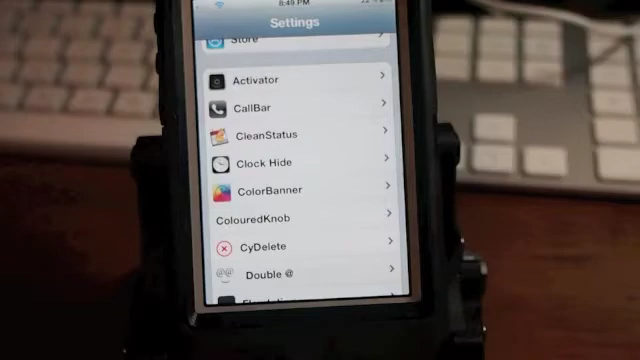 8:49 PM
Settings
Store
Activator
CallBar
CleanStatus
Clock Hide
ColorBanner
ColouredKnob
CyDelete
Double @